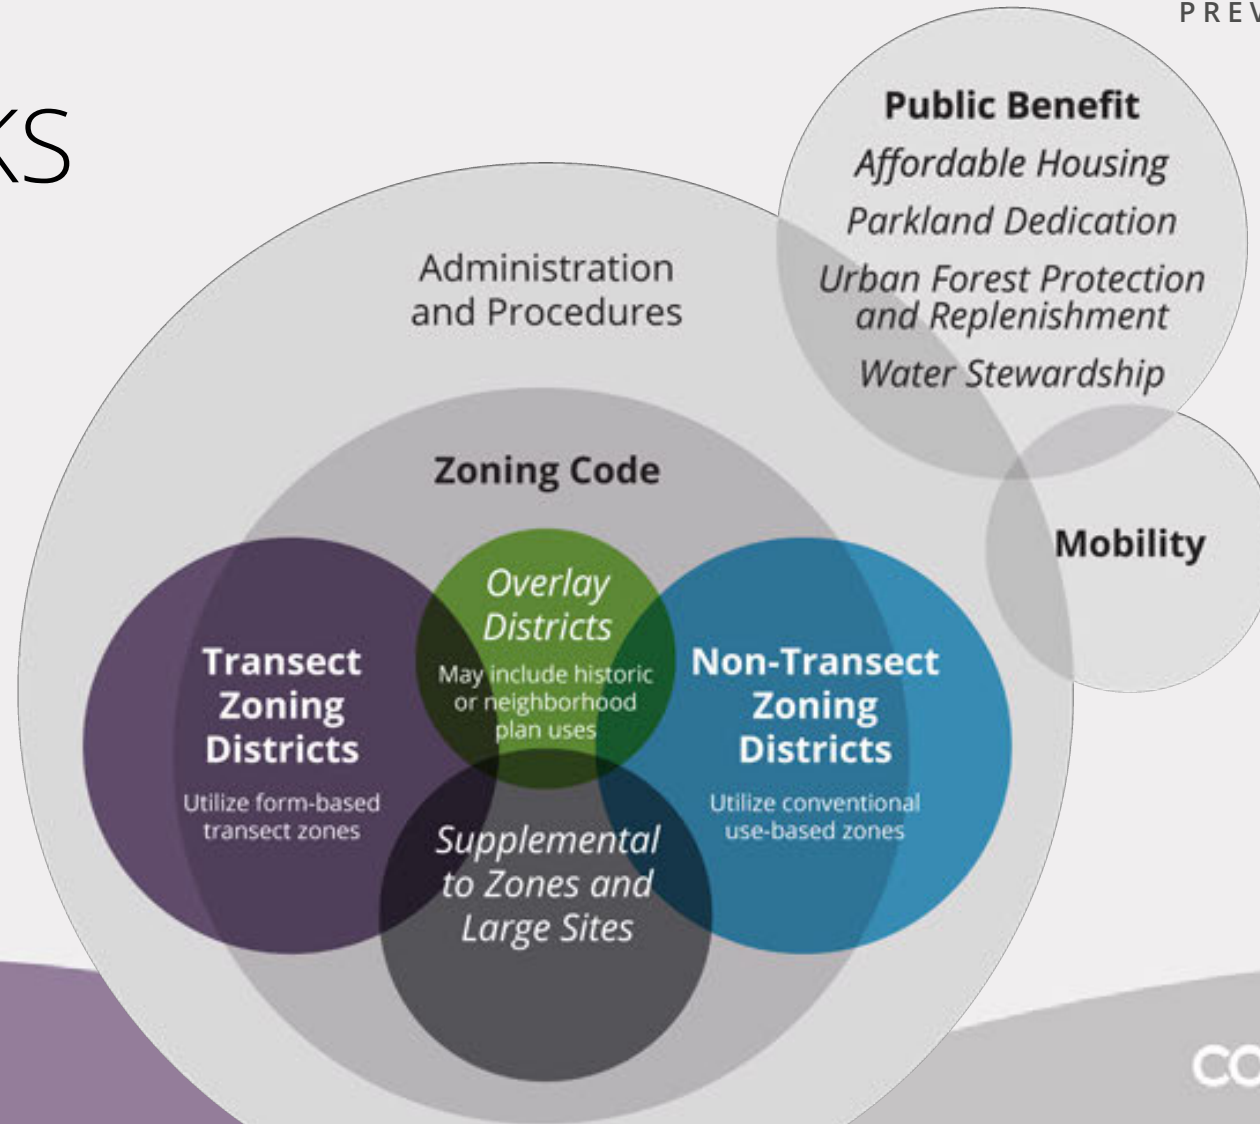 PREV
KS
Public Benefit
Affordable Housing
Parkland Dedication
Urban Forest Protection
and Replenishment
Water Stewardship
Administration
and Procedures
Zoning Code
Mobility
Overlay
Districts
May include historic
or neighborhood
plan uses
Transect
Zoning
Districts
Utilize form-based
transect zones
Non-Transect
Zoning
Districts
Utilize conventional
use-based zones
Supplemental
to Zones and
Large Sites
CO